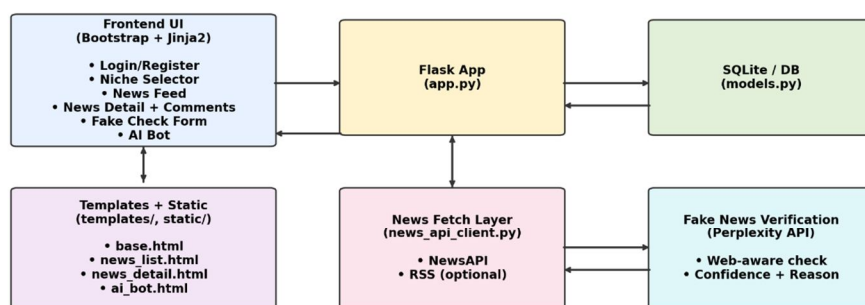 Frontend UI
(Bootstrap + Jinja2)
• Login/Register
• Niche Selector
• News Feed
• News Detail + Comments
• Fake Check Form
• AI Bot
Flask App
(app.py)
SQLite / DB
(models.py)
Templates + Static
(templates/, static/)
• base.html
• news_list.html
• news_detail.html
• ai_bot.html
News Fetch Layer
(news_api_client.py)
• NewsAPI
• RSS (optional)
Fake News Verification
(Perplexity API)
• Web-aware check
• Confidence + Reason